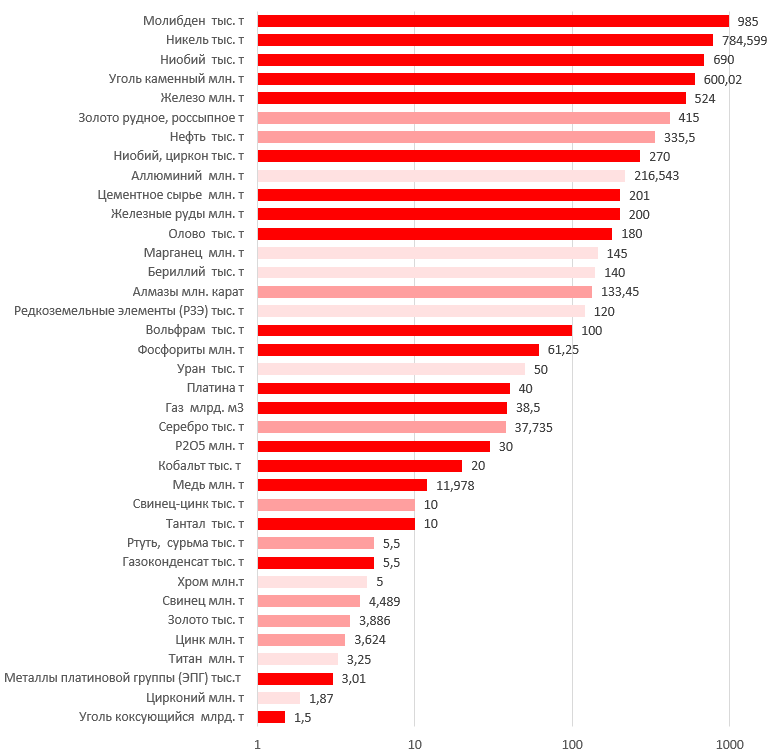 Молибден  тыс. т 985
Никель тыс. т 784,599
Ниобий  тыс. т 690
Уголь каменный млн. т 600,02
Железо млн. т 524
Золото рудное, россыпное т 415
Нефть  тыс. т 335,5
Ниобий, циркон тыс. т 270
Аллюминий  млн. т 216,543
Цементное сырье  млн. т 201
Железные руды млн. т 200
Олово  тыс. т 180
Марганец  млн. т 145
Бериллий  тыс. т 140
Алмазы млн. карат 133,45
Редкоземельные элементы (РЗЭ) тыс. т 120
Вольфрам  тыс. т 100
Фосфориты млн. т 61,25
Уран  тыс. т 50
Платина т 40
Газ  млрд. м3 38,5
Серебро тыс. т 37,735
P2O5 млн. т 30
Кобальт тыс. т 20
Медь млн. т 11,978
Свинец-цинк тыс. т 10
Тантал  тыс. т 10
Ртуть,  сурьма тыс. т 5,5
Газоконденсат тыс. т 5,5
Хром млн.т 5
Свинец млн. т 4,489
Золото тыс. т 3,886
Цинк млн. т 3,624
Титан  млн. т 3,25
Металлы платиновой группы (ЭПГ) тыс.т 3,01
Цирконий млн. т 1,87
Уголь коксующийся  млрд. т 1,5
1 10 100 1000